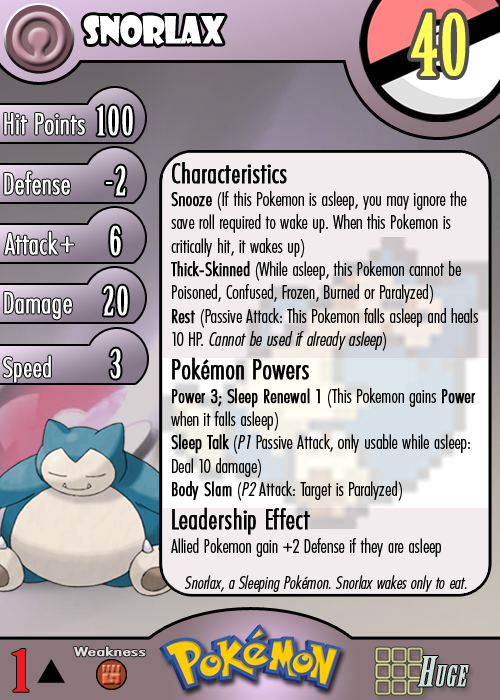 SNORLAX
40
Hit Points 100
Defense -2
Attack+ 6
Damage 20
Speed 3
Characteristics
Snooze (If this Pokemon is asleep, you may ignore the
save roll required to wake up. When this Pokemon is
critically hit, it wakes up)
Thick-Skinned (While asleep, this Pokemon cannot be
Poisoned, Confused, Frozen, Burned or Paralyzed)
Rest (Passive Attack: This Pokemon falls asleep and heals
10 HP. Cannot be used if already asleep)
Pokémon Powers
Power 3; Sleep Renewal 1 (This Pokemon gains Power
when it falls asleep)
Sleep Talk (P1 Passive Attack, only usable while asleep:
Deal 10 damage)
Body Slam (P2 Attack: Target is Paralyzed)
Leadership Effect
Allied Pokemon gain +2 Defense if they are asleep
Snorlax, a Sleeping Pokémon. Snorlax wakes only to eat.
1
Weakness
POKéMON
HUGE